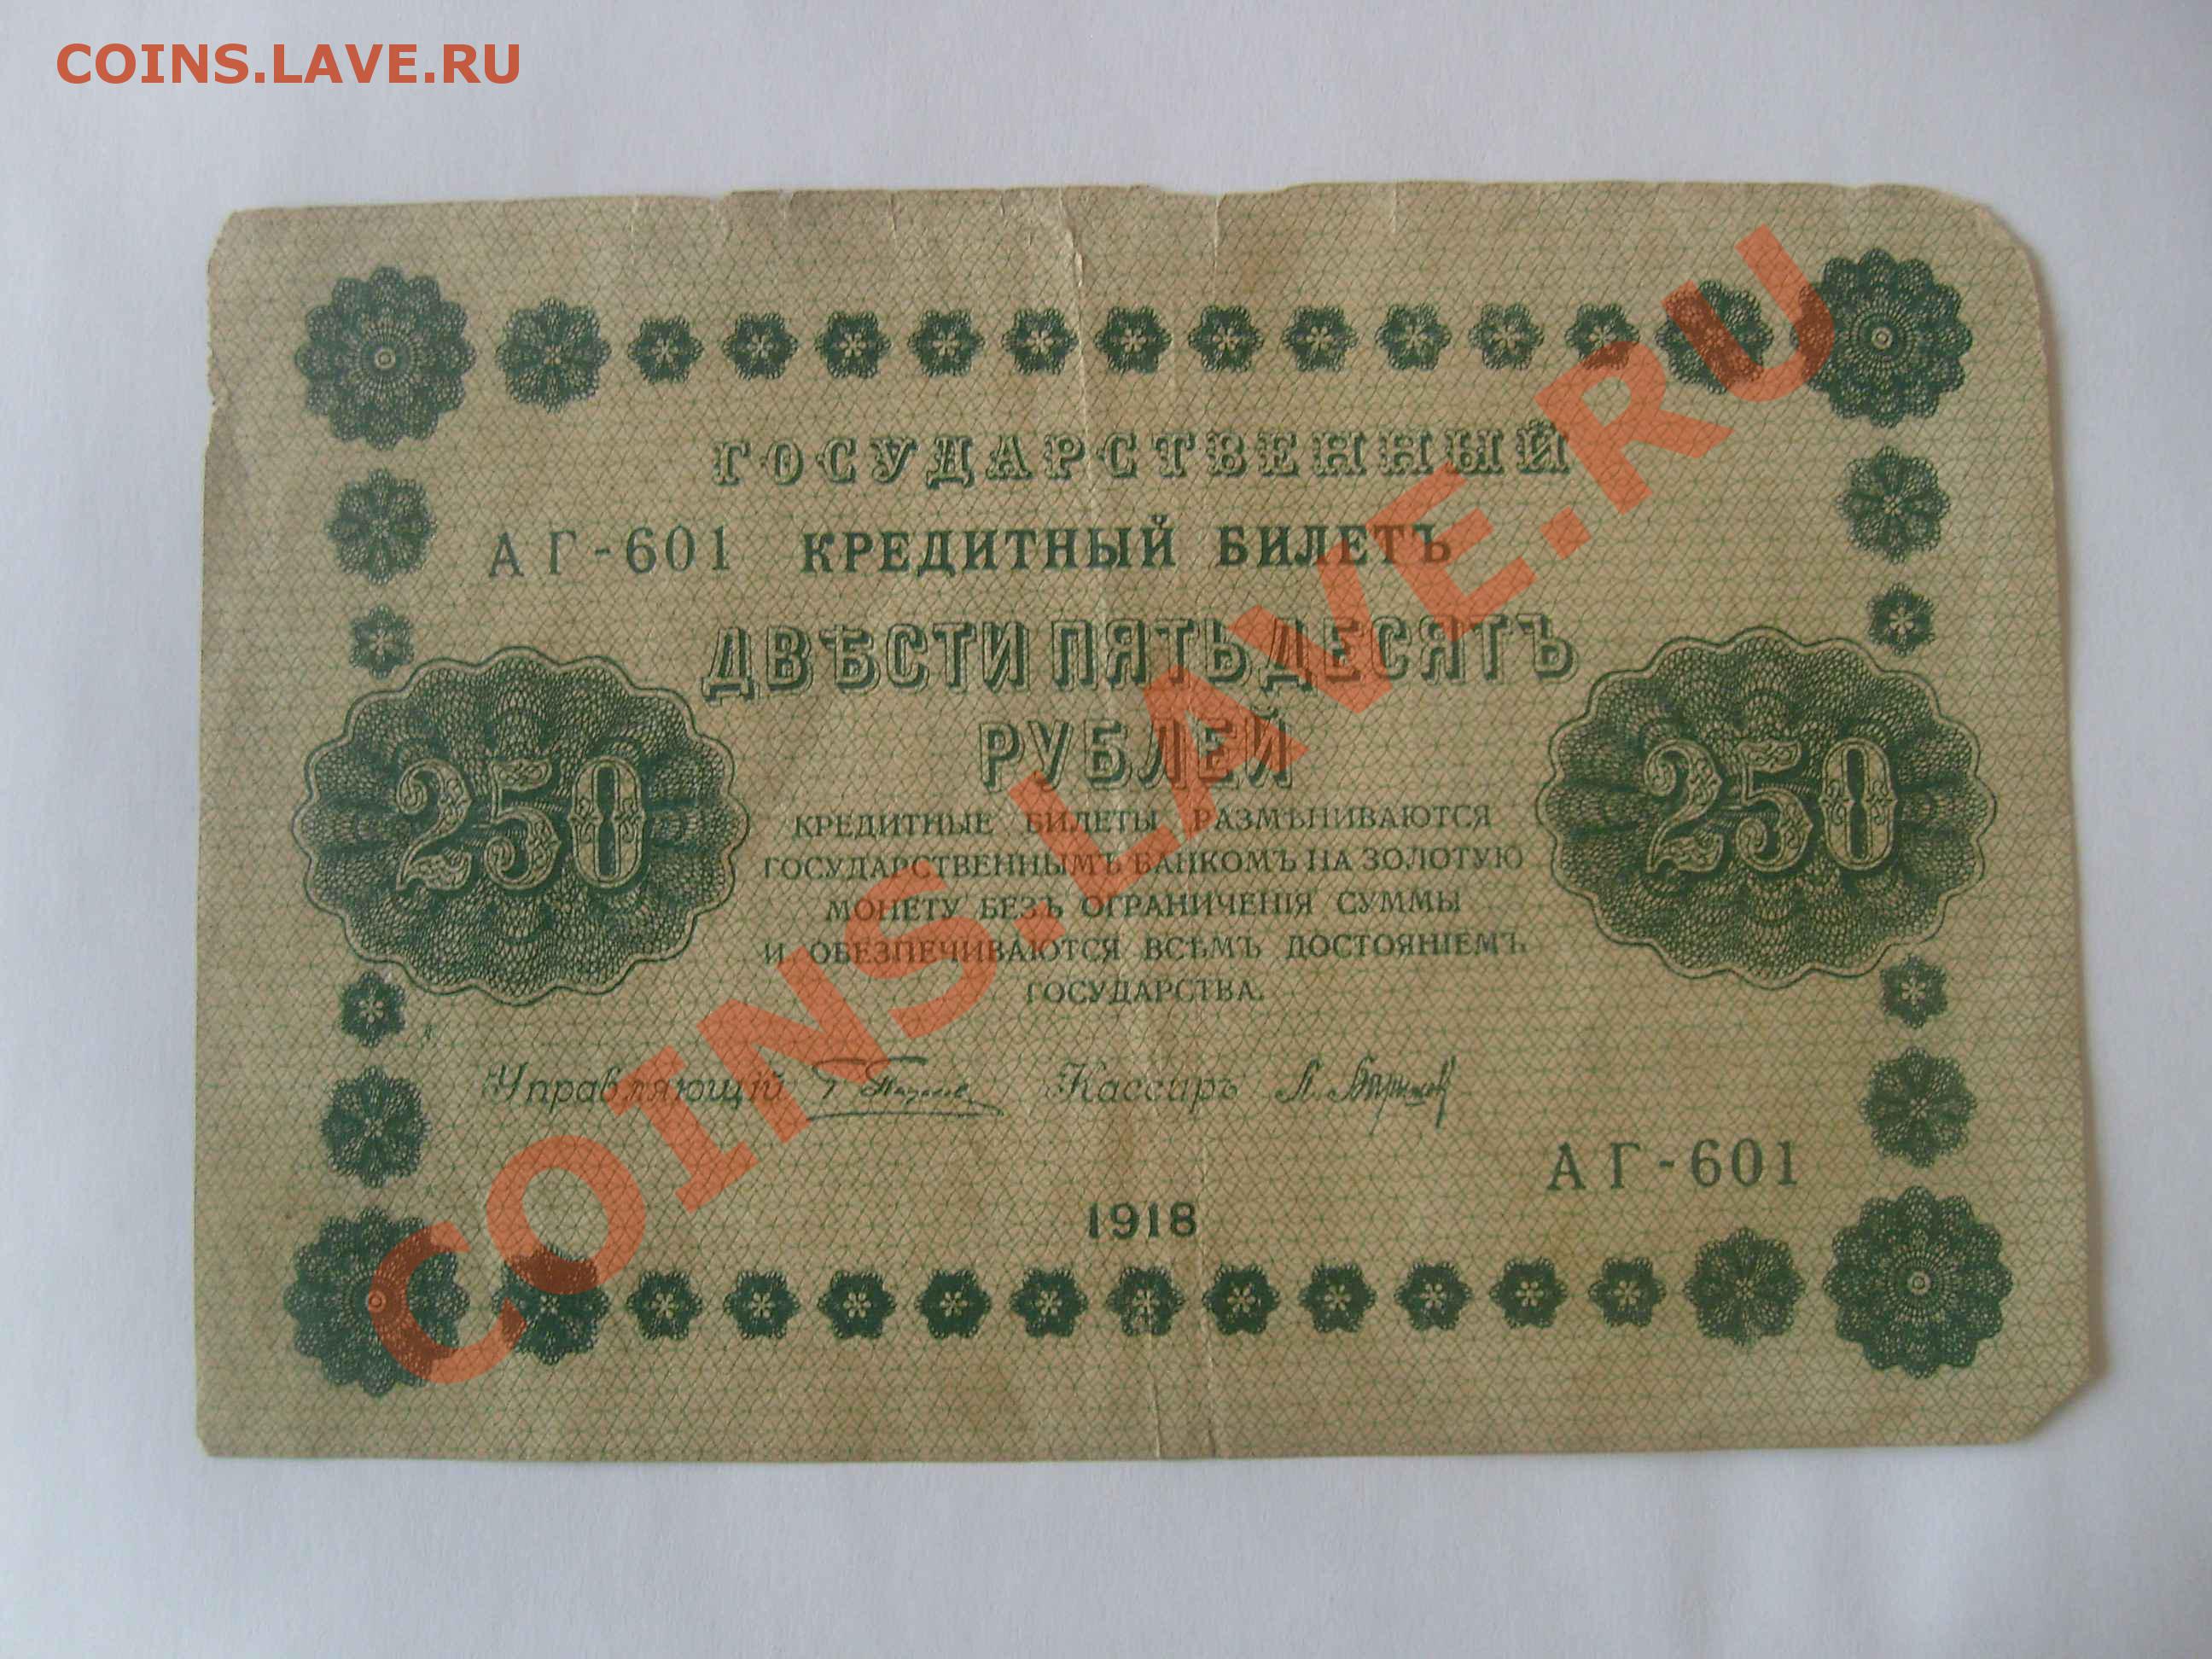 COINS.LAVE.RU
ГОСУДАРСТВЕННЫЙ
АГ-601 КРЕДИТНЫЙ БИЛЕТЪ
ДВѢСТИ ПЯТЬДЕСЯТЪ
РУБЛЕЙ
250
250
КРЕДИТНЫЕ БИЛЕТЫ РАЗМѢНИВАЮТСЯ
ГОСУДАРСТВЕННЫМЪ БАНКОМЪ НА ЗОЛОТУЮ
МОНЕТУ БЕЗЪ ОГРАНИЧЕНІЯ СУММЫ
И ОБЕЗПЕЧИВАЮТСЯ ВСѢМЪ ДОСТОЯНІЕМЪ
ГОСУДАРСТВА.
Управляющій Кассиръ
АГ-601
1918
COINS.LAVE.RU